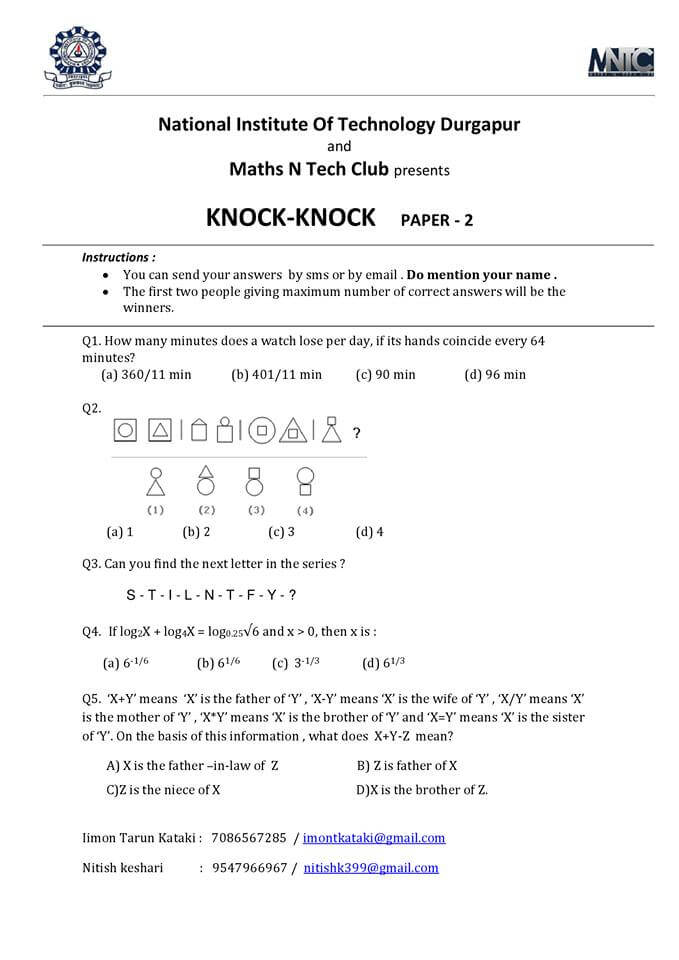 MNTC
National Institute Of Technology Durgapur
and
Maths N Tech Club presents
KNOCK-KNOCK PAPER - 2
Instructions :
• You can send your answers by sms or by email . Do mention your name .
• The first two people giving maximum number of correct answers will be the
winners.
Q1. How many minutes does a watch lose per day, if its hands coincide every 64
minutes?
(a) 360/11 min (b) 401/11 min (c) 90 min (d) 96 min
Q2.
?
(1) (2) (3) (4)
(a) 1 (b) 2 (c) 3 (d) 4
Q3. Can you find the next letter in the series ?
S - T - I - L - N - T - F - Y - ?
Q4. If log₂X + log₄X = log₀.₂₅√6 and x > 0, then x is :
(a) 6⁻¹/⁶ (b) 6¹/⁶ (c) 3⁻¹/³ (d) 6¹/³
Q5. ‘X+Y’ means ‘X’ is the father of ‘Y’ , ‘X-Y’ means ‘X’ is the wife of ‘Y’ , ‘X/Y’ means ‘X’
is the mother of ‘Y’ , ‘X*Y’ means ‘X’ is the brother of ‘Y’ and ‘X=Y’ means ‘X’ is the sister
of ‘Y’. On the basis of this information , what does X+Y-Z mean?
A) X is the father –in-law of Z B) Z is father of X
C)Z is the niece of X D)X is the brother of Z.
Iimon Tarun Kataki : 7086567285 / imontkataki@gmail.com
Nitish keshari : 9547966967 / nitishk399@gmail.com